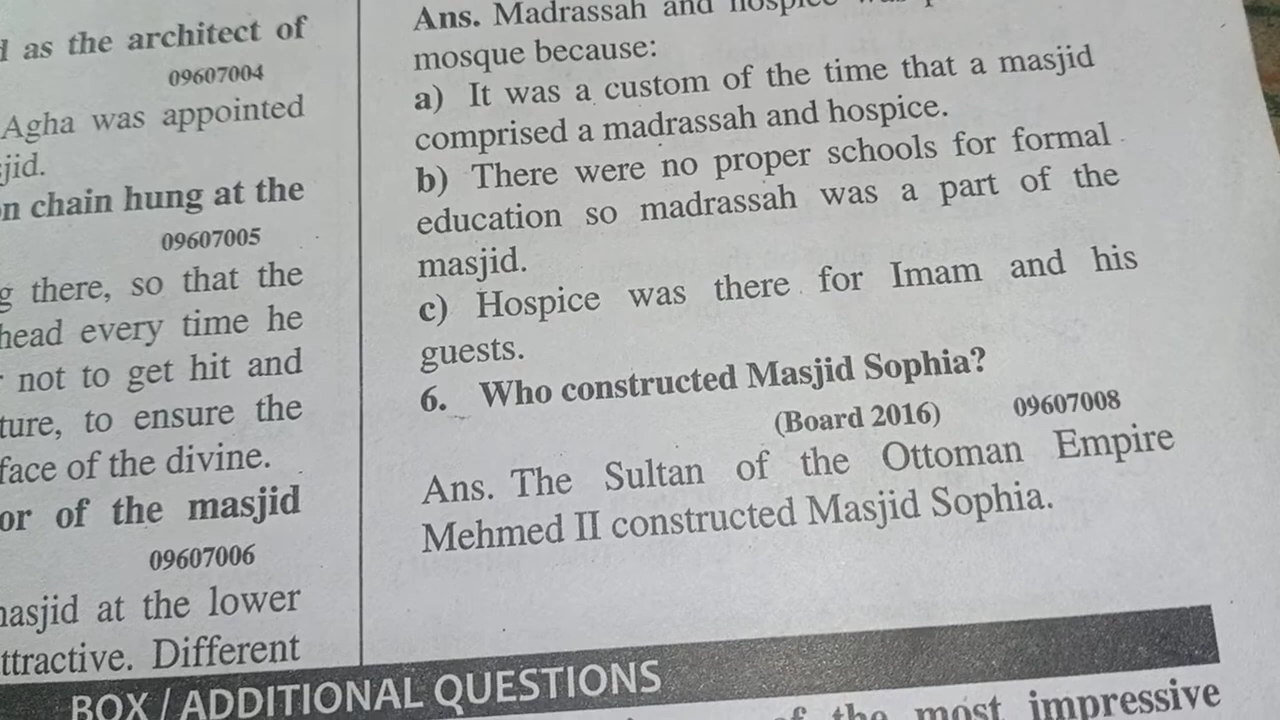 as the architect of
09607004
Agha was appointed
jid.
n chain hung at the
09607005
g there, so that the
head every time he
not to get hit and
ture, to ensure the
face of the divine.
or of the masjid
09607006
masjid at the lower
ttractive. Different
Ans. Madrassah and
mosque because:
a) It was a custom of the time that a masjid
comprised a madrassah and hospice.
b) There were no proper schools for formal
education so madrassah was a part of the
masjid.
c) Hospice was there for Imam and his
guests.
6. Who constructed Masjid Sophia?
(Board 2016) 09607008
Ans. The Sultan of the Ottoman Empire
Mehmed II constructed Masjid Sophia.
BOX / ADDITIONAL QUESTIONS
of the most impressive